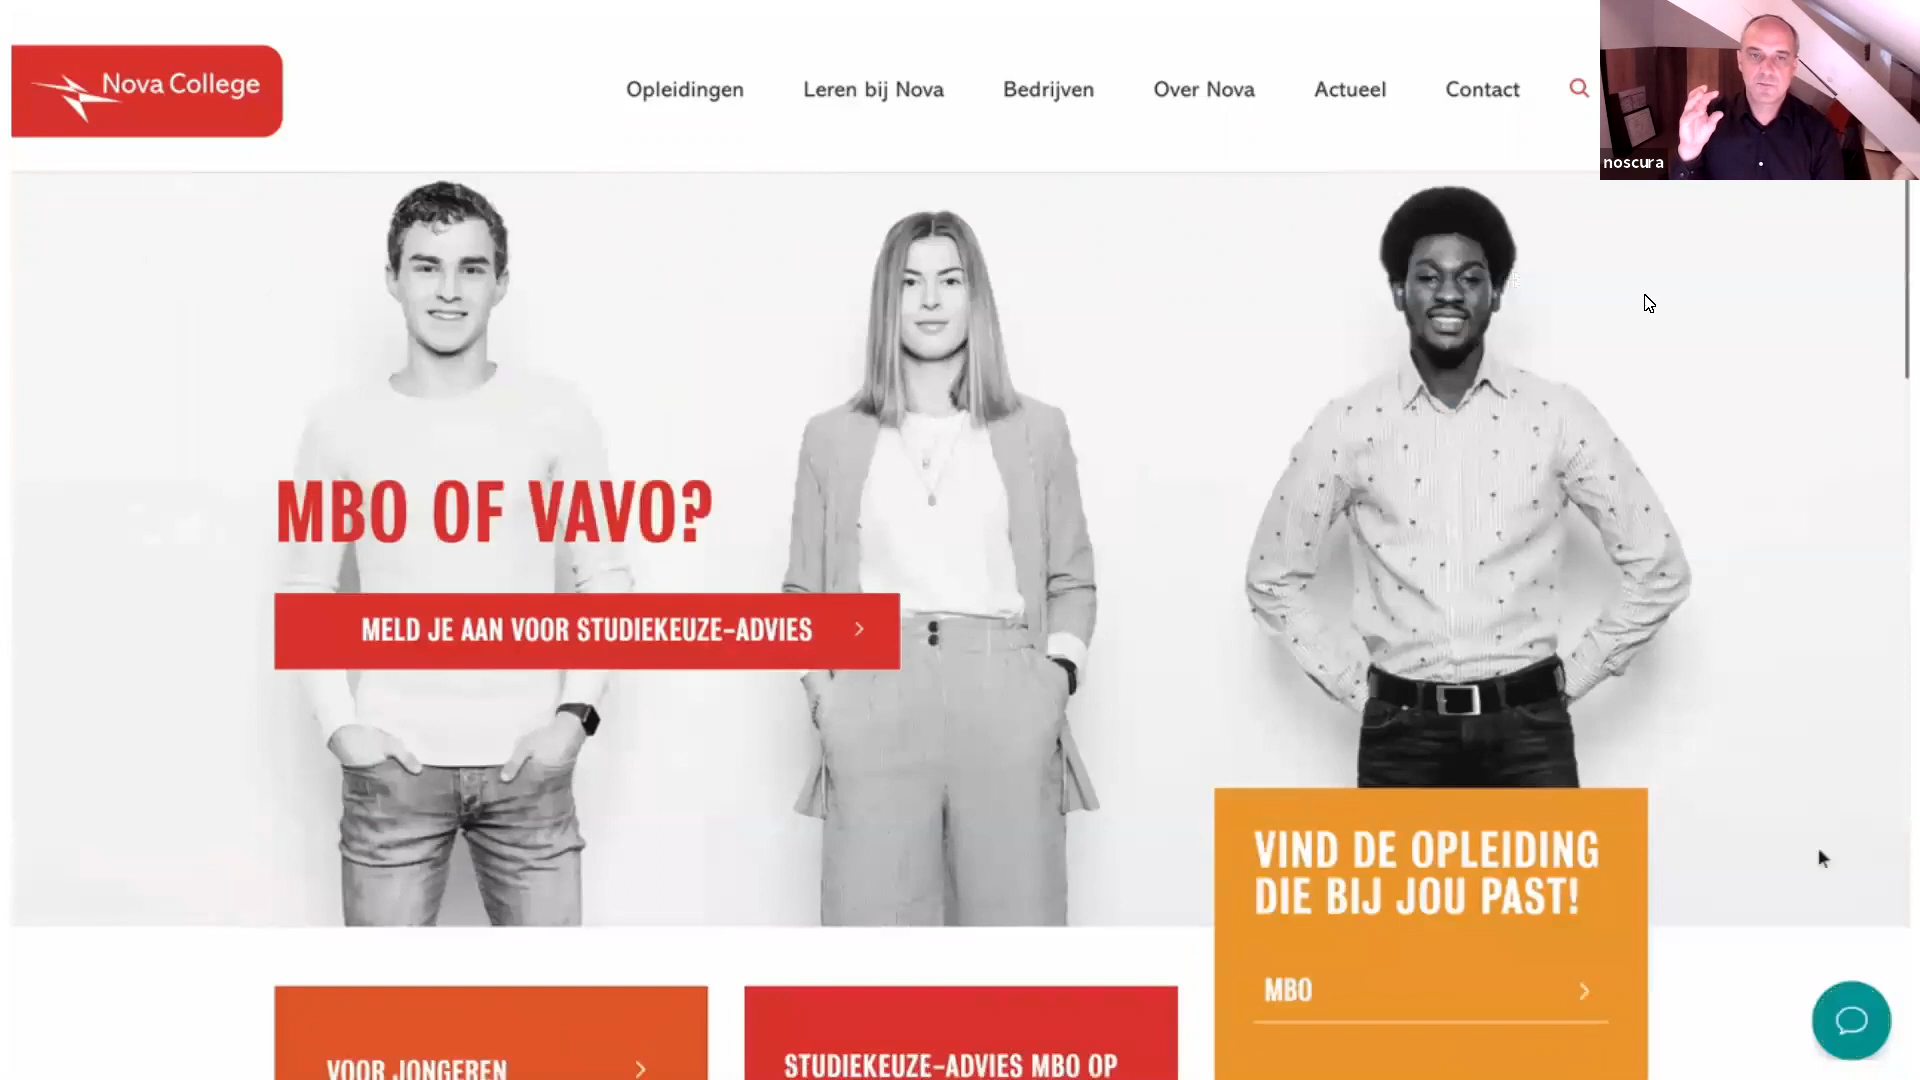 Nova College
Opleidingen
Leren bij Nova
Bedrijven
Over Nova
Actueel
Contact
noscura
MBO OF VAVO?
MELD JE AAN VOOR STUDIEKEUZE-ADVIES
VIND DE OPLEIDING
DIE BIJ JOU PAST!
MBO
VOOR JONGEREN
STUDIEKEUZE-ADVIES MBO OP